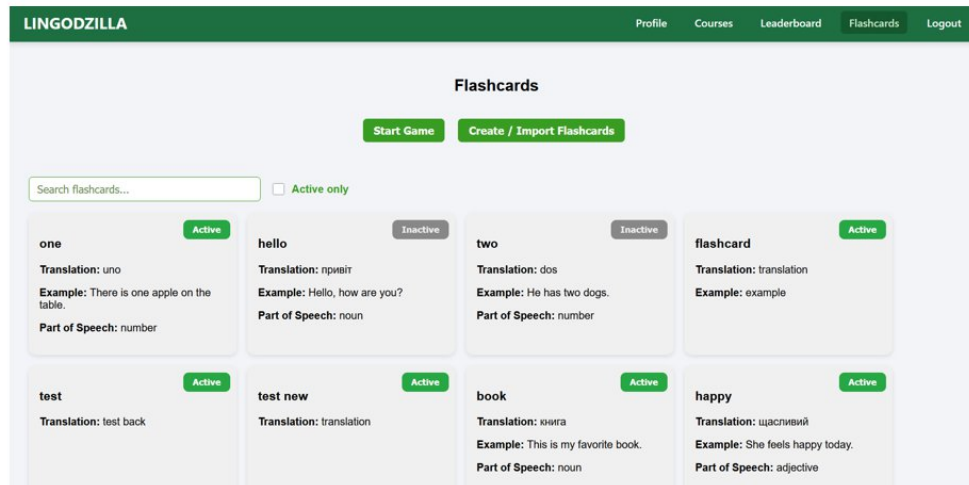 LINGODZILLA
Profile Courses Leaderboard Flashcards Logout
Flashcards
Start Game Create / Import Flashcards
Search flashcards... Active only
Active
one
Translation: uno
Example: There is one apple on the
table.
Part of Speech: number
Inactive
hello
Translation: привіт
Example: Hello, how are you?
Part of Speech: noun
Inactive
two
Translation: dos
Example: He has two dogs.
Part of Speech: number
Active
flashcard
Translation: translation
Example: example
Active
test
Translation: test back
Active
test new
Translation: translation
Active
book
Translation: книга
Example: This is my favorite book.
Part of Speech: noun
Active
happy
Translation: щасливий
Example: She feels happy today.
Part of Speech: adjective